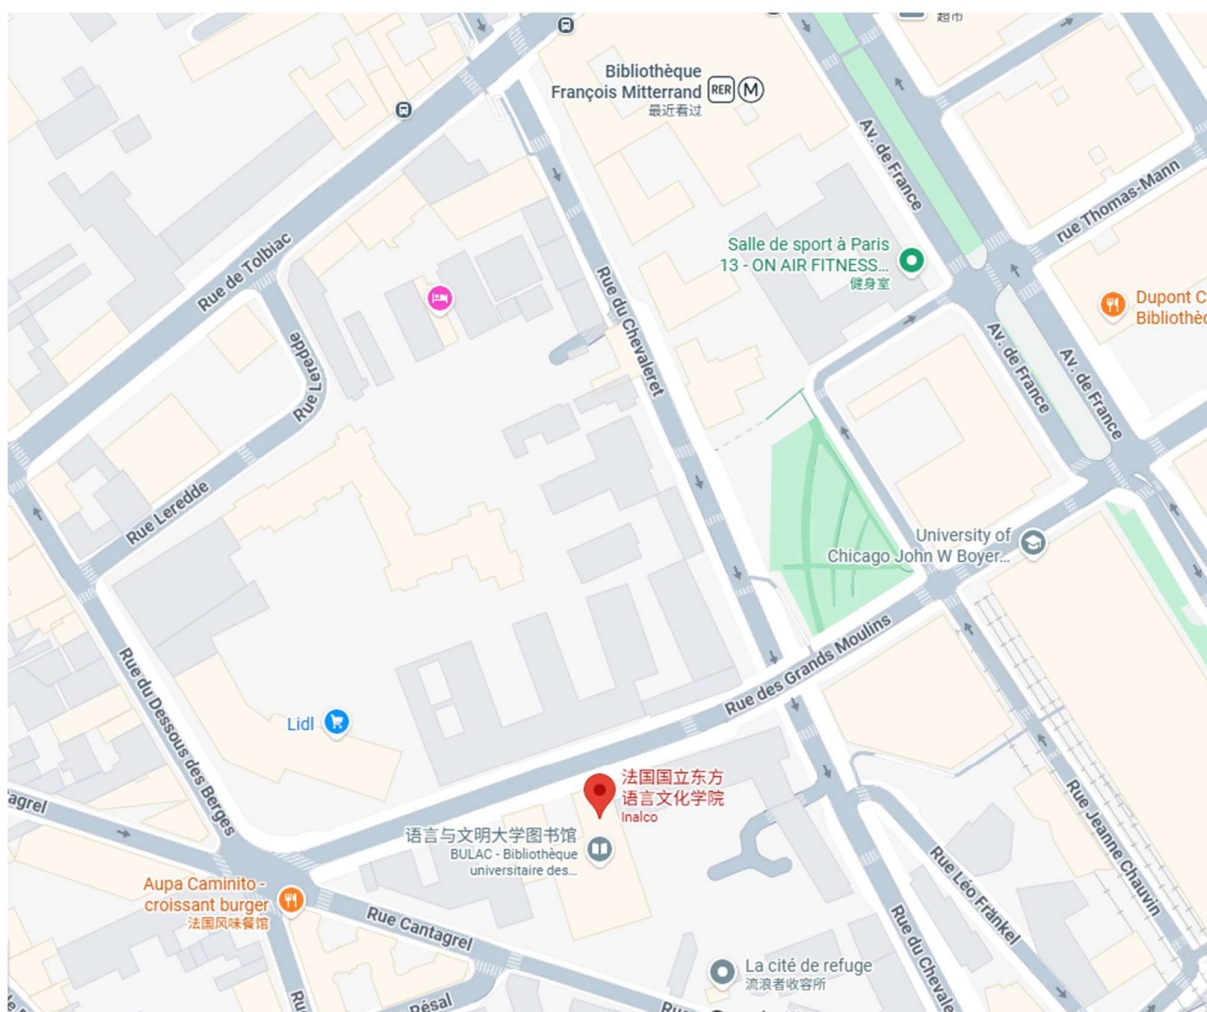 超市
Bibliothèque
François Mitterrand
RER
M
最近看过
Av. de France
rue Thomas-Mann
Rue de Tolbiac
Salle de sport à Paris
13 - ON AIR FITNESS...
健身室
Rue du Chevaleret
Dupont C
Bibliothè
Rue Leredde
Av. de France
Av. de France
Rue Leredde
University of
Chicago John W Boyer...
Rue des Grands Moulins
Rue du Dessous des Berges
Lidl
法国国立东方
语言文化学院
Inalco
agrel
语言与文明大学图书馆
BULAC - Bibliothèque
universitaire des...
Rue Jeanne Chauvin
Aupa Caminito -
croissant burger
法国风味餐馆
Rue Cantagrel
Rue Léo Fränkel
Rue du Chevale
La cité de refuge
流浪者收容所
Résal
Rue
Ru